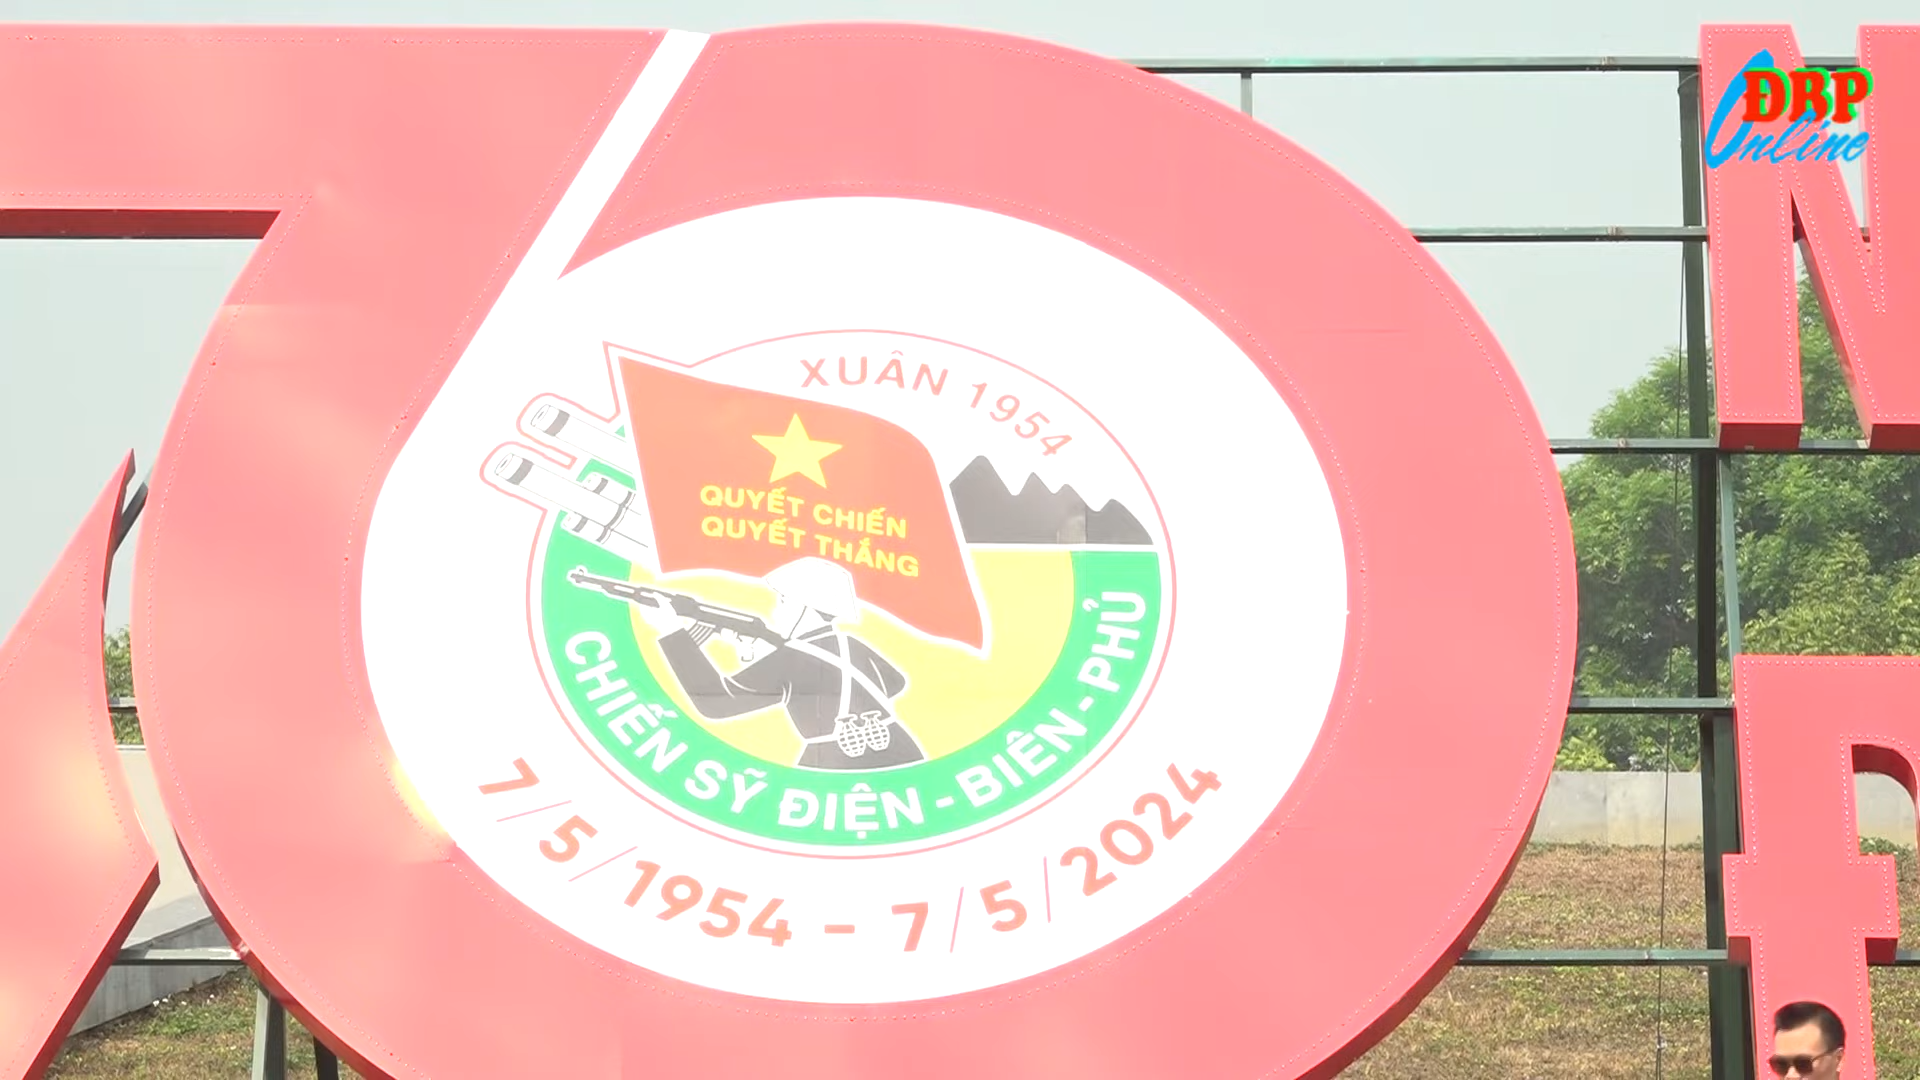 70
N
ĐBP
Online
XUÂN 1954
QUYẾT CHIẾN
QUYẾT THẮNG
CHIẾN SỸ ĐIỆN - BIÊN - PHỦ
7/5/1954 - 7/5/2024